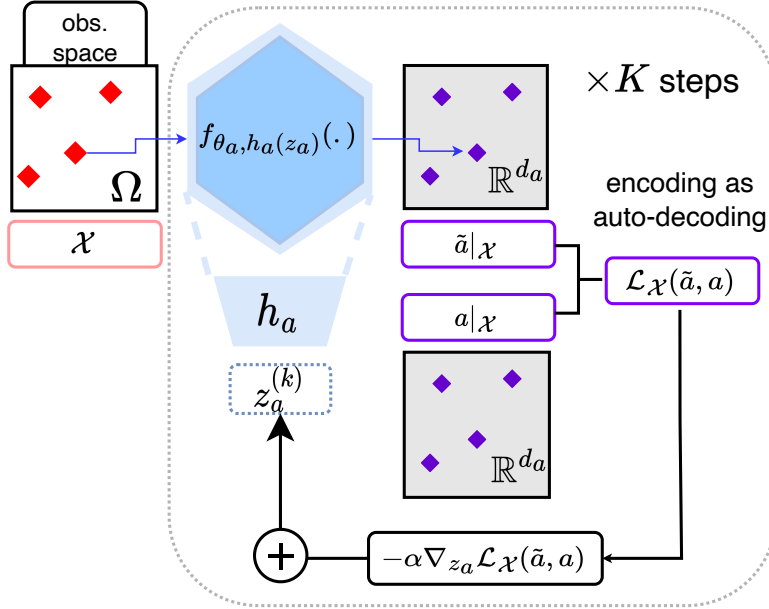 obs.
space
Ω
𝒳
f_{θ_a, h_a(z_a)}(.)
h_a
z_a^{(k)}
+
×K steps
ℝ^{d_a}
encoding as
auto-decoding
ã|_𝒳
a|_𝒳
ℒ_𝒳(ã, a)
ℝ^{d_a}
−α∇_{z_a}ℒ_𝒳(ã, a)